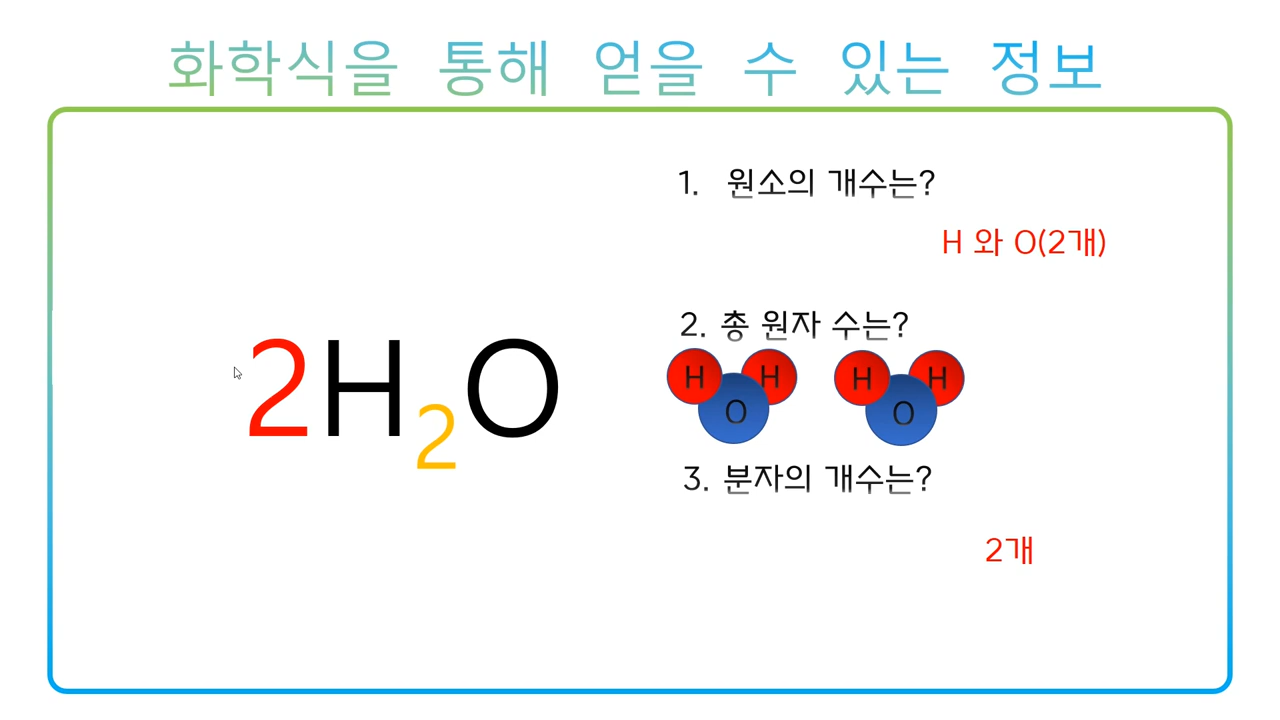 화학식을 통해 얻을 수 있는 정보
1. 원소의 개수는?
H 와 O(2개)
2H2O
2. 총 원자 수는?
H H H H
O O
3. 분자의 개수는?
2개